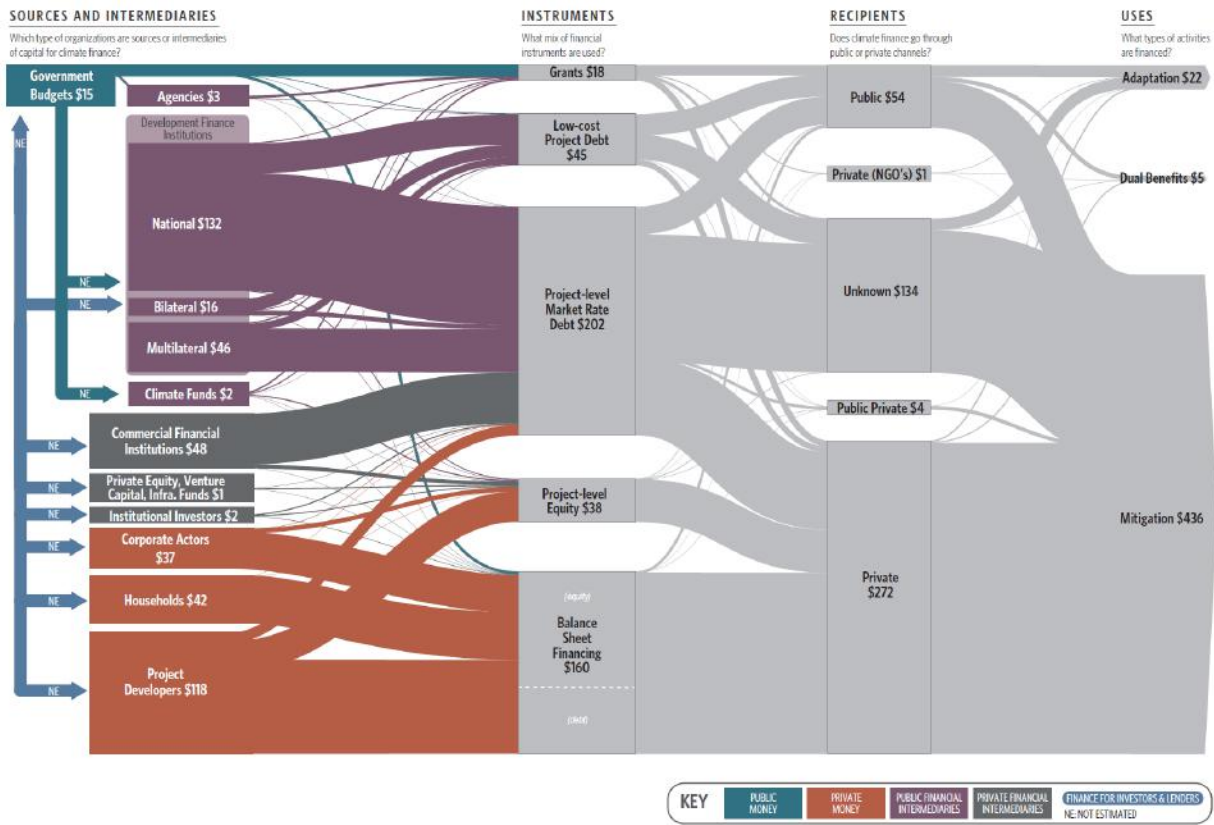 SOURCES AND INTERMEDIARIES
Which type of organizations are sources or intermediaries
of capital for climate finance?
INSTRUMENTS
What mix of financial
instruments are used?
RECIPIENTS
Does climate finance go through
public or private channels?
USES
What types of activities
are financed?
Government
Budgets $15
Agencies $3
Development Finance
Institutions
National $132
Bilateral $16
Multilateral $46
Climate Funds $2
Commercial Financial
Institutions $48
Private Equity, Venture
Capital, Infra. Funds $1
Institutional Investors $2
Corporate Actors
$37
Households $42
Project
Developers $118
NE
NE
NE
NE
NE
NE
NE
NE
NE
NE
Grants $18
Low-cost
Project Debt
$45
Project-level
Market Rate
Debt $202
Project-level
Equity $38
(equity)
Balance
Sheet
Financing
$160
(debt)
Public $54
Private (NGO's) $1
Unknown $134
Public Private $4
Private
$272
Adaptation $22
Dual Benefits $5
Mitigation $436
KEY
PUBLIC
MONEY
PRIVATE
MONEY
PUBLIC FINANCIAL
INTERMEDIARIES
PRIVATE FINANCIAL
INTERMEDIARIES
FINANCE FOR INVESTORS & LENDERS
NE: NOT ESTIMATED